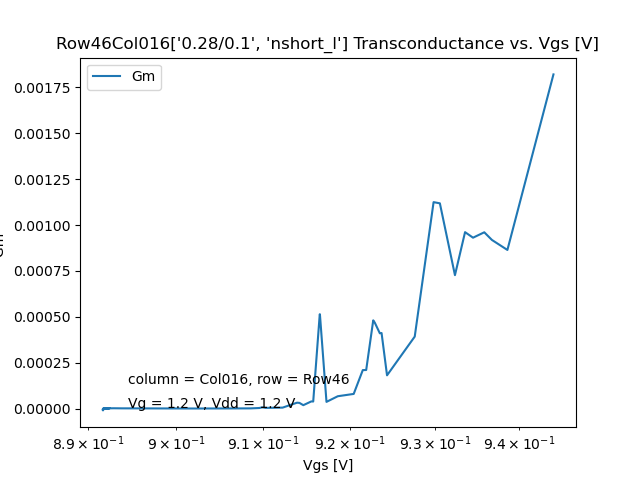 Row46Col016['0.28/0.1', 'nshort_l'] Transconductance vs. Vgs [V]
Gm
0.00175
0.00150
0.00125
0.00100
0.00075
0.00050
0.00025
0.00000
column = Col016, row = Row46
Vg = 1.2 V, Vdd = 1.2 V
8.9 × 10⁻¹ 9 × 10⁻¹ 9.1 × 10⁻¹ 9.2 × 10⁻¹ 9.3 × 10⁻¹ 9.4 × 10⁻¹
Vgs [V]